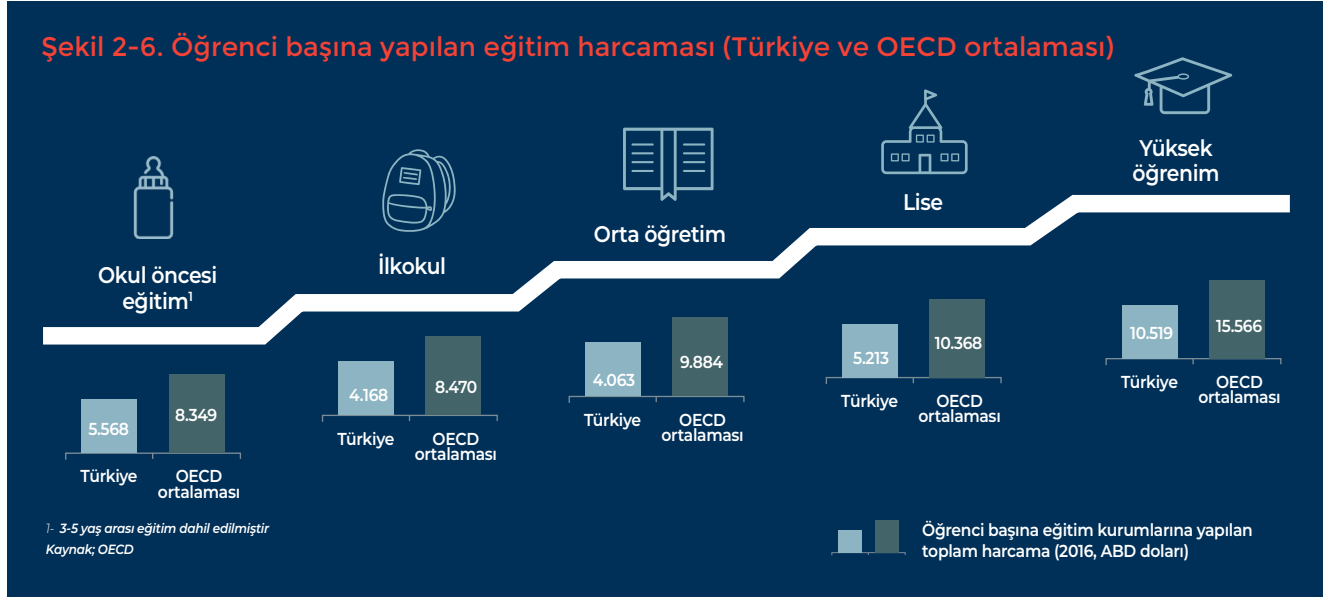 Şekil 2-6. Öğrenci başına yapılan eğitim harcaması (Türkiye ve OECD ortalaması)
Okul öncesi
eğitim¹
5.568
8.349
Türkiye
OECD
ortalaması
İlkokul
4.168
8.470
Türkiye
OECD
ortalaması
Orta öğretim
4.063
9.884
Türkiye
OECD
ortalaması
Lise
5.213
10.368
Türkiye
OECD
ortalaması
Yüksek
öğrenim
10.519
15.566
Türkiye
OECD
ortalaması
1- 3-5 yaş arası eğitim dahil edilmiştir
Kaynak; OECD
Öğrenci başına eğitim kurumlarına yapılan
toplam harcama (2016, ABD doları)